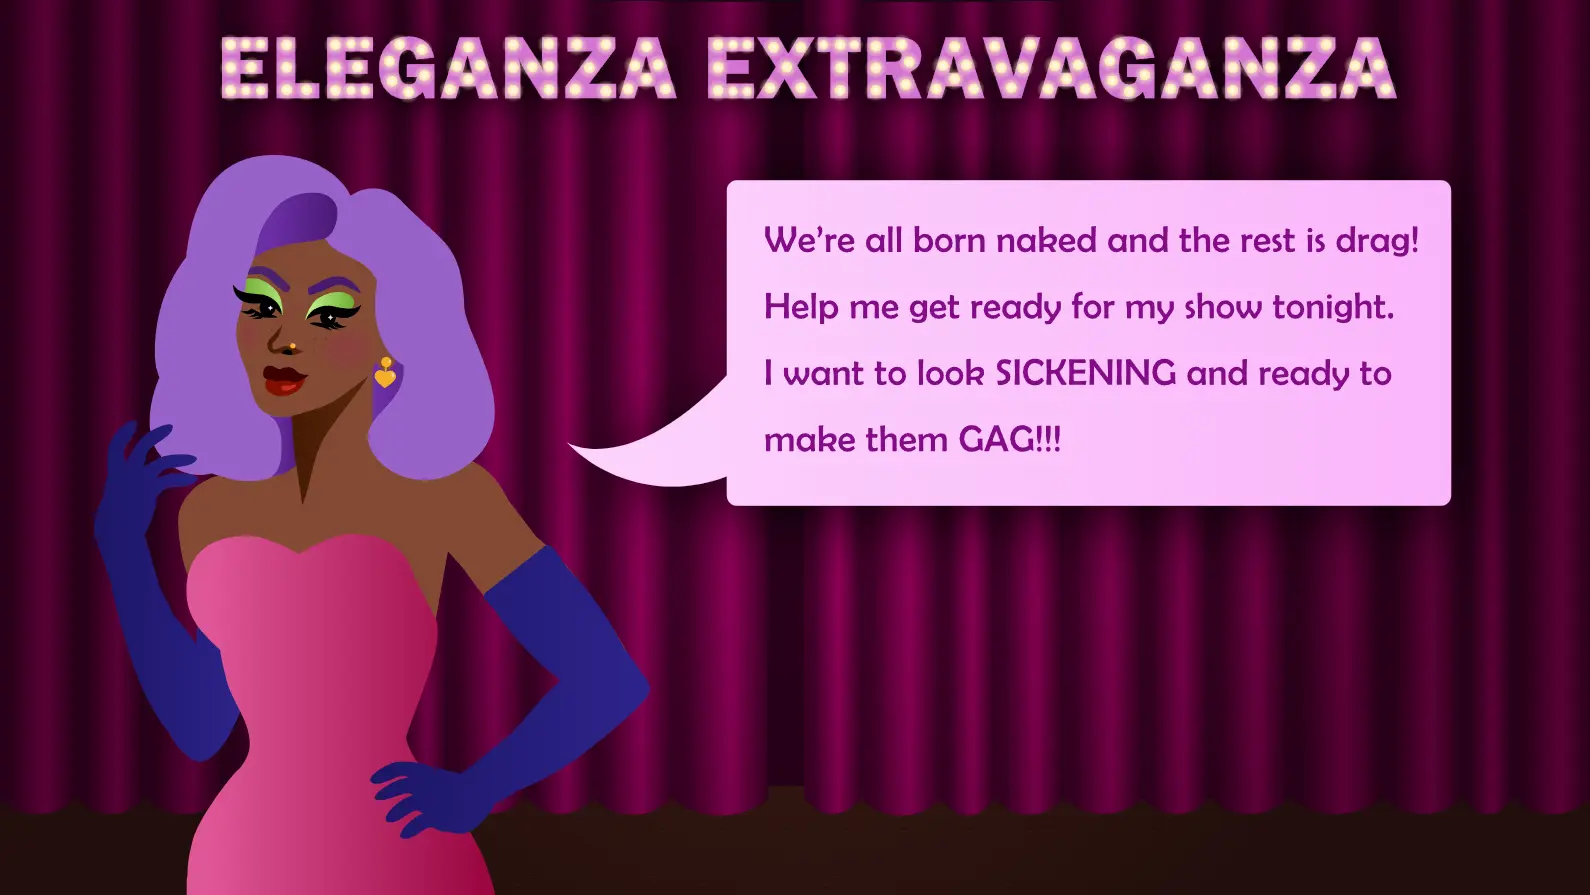 ELEGANZA EXTRAVAGANZA
We’re all born naked and the rest is drag!
Help me get ready for my show tonight.
I want to look SICKENING and ready to
make them GAG!!!